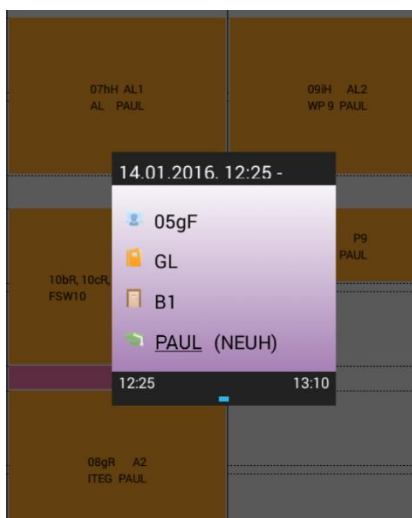 07hH AL1
AL PAUL
09iH AL2
WP 9 PAUL
14.01.2016. 12:25 -
05gF
GL
B1
PAUL (NEUH)
12:25 13:10
P9
PAUL
10bR, 10cR,
FSW10
08gR A2
ITEG PAUL